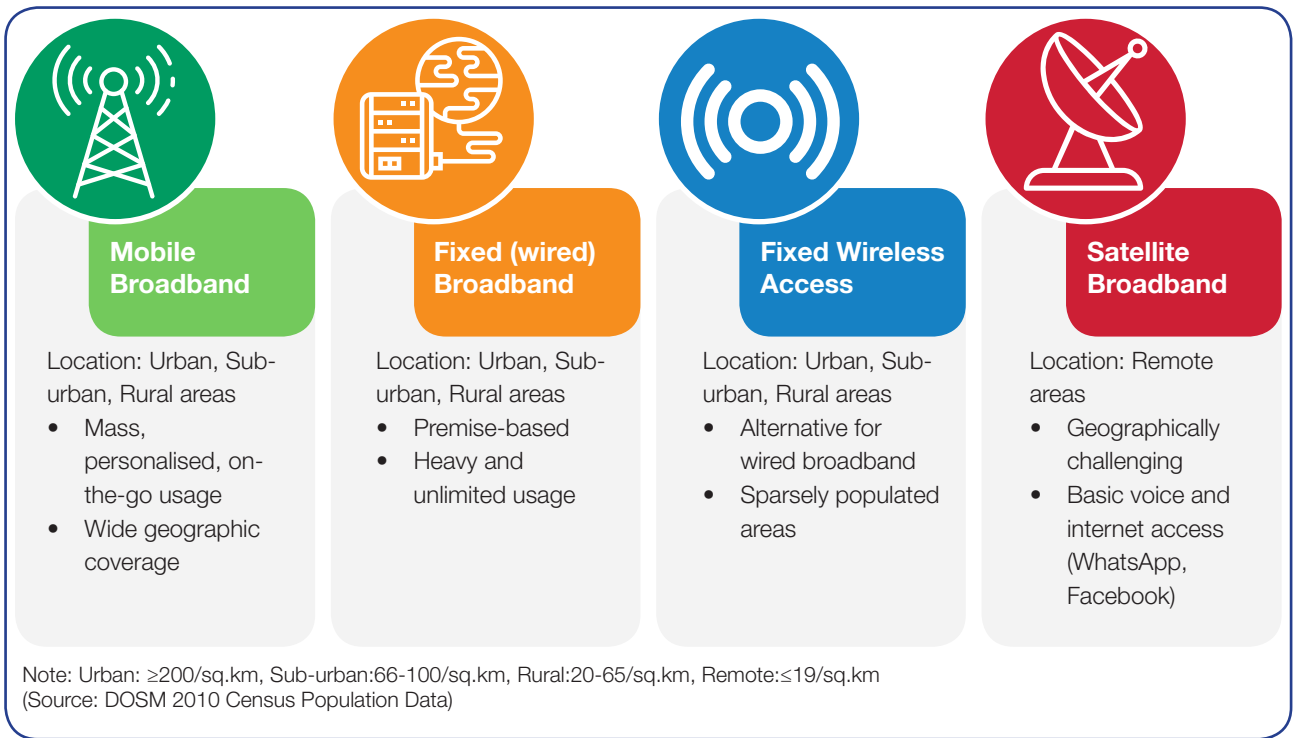 Mobile
Broadband
Location: Urban, Sub-
urban, Rural areas
• Mass,
personalised, on-
the-go usage
• Wide geographic
coverage
Fixed (wired)
Broadband
Location: Urban, Sub-
urban, Rural areas
• Premise-based
• Heavy and
unlimited usage
Fixed Wireless
Access
Location: Urban, Sub-
urban, Rural areas
• Alternative for
wired broadband
• Sparsely populated
areas
Satellite
Broadband
Location: Remote
areas
• Geographically
challenging
• Basic voice and
internet access
(WhatsApp,
Facebook)
Note: Urban: ≥200/sq.km, Sub-urban:66-100/sq.km, Rural:20-65/sq.km, Remote:≤19/sq.km
(Source: DOSM 2010 Census Population Data)